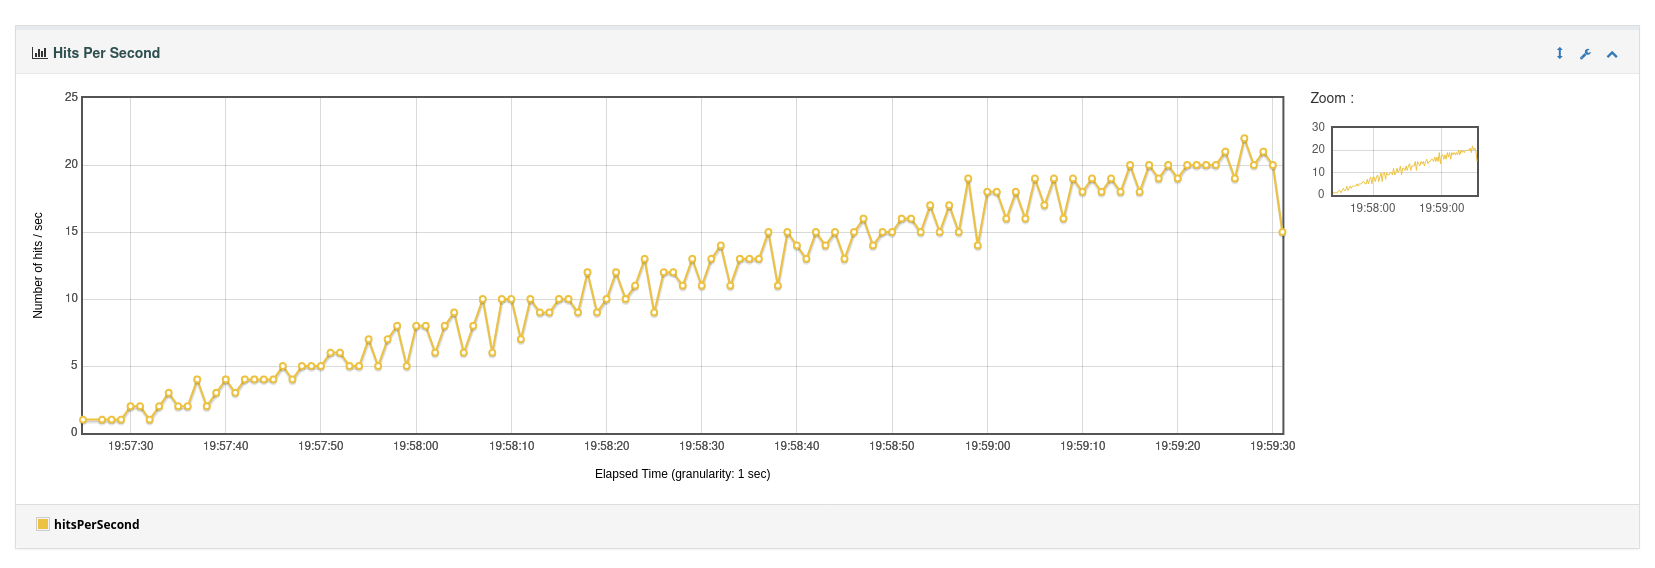 Hits Per Second
25
20
15
10
5
0
Number of hits / sec
19:57:30 19:57:40 19:57:50 19:58:00 19:58:10 19:58:20 19:58:30 19:58:40 19:58:50 19:59:00 19:59:10 19:59:20 19:59:30
Elapsed Time (granularity: 1 sec)
Zoom :
30
20
10
0
19:58:00 19:59:00
hitsPerSecond